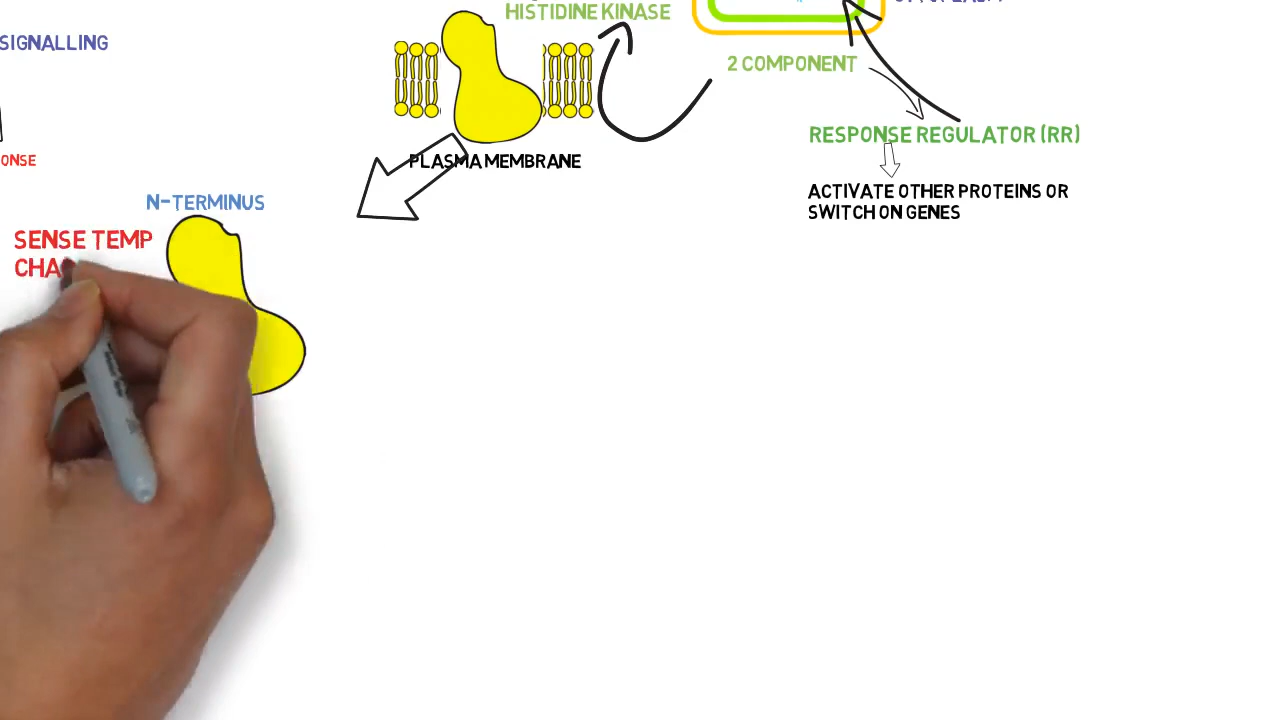 HISTIDINE KINASE
SIGNALLING
2 COMPONENT
RESPONSE REGULATOR (RR)
PLASMA MEMBRANE
ONSE
ACTIVATE OTHER PROTEINS OR
SWITCH ON GENES
N-TERMINUS
SENSE TEMP
CHA